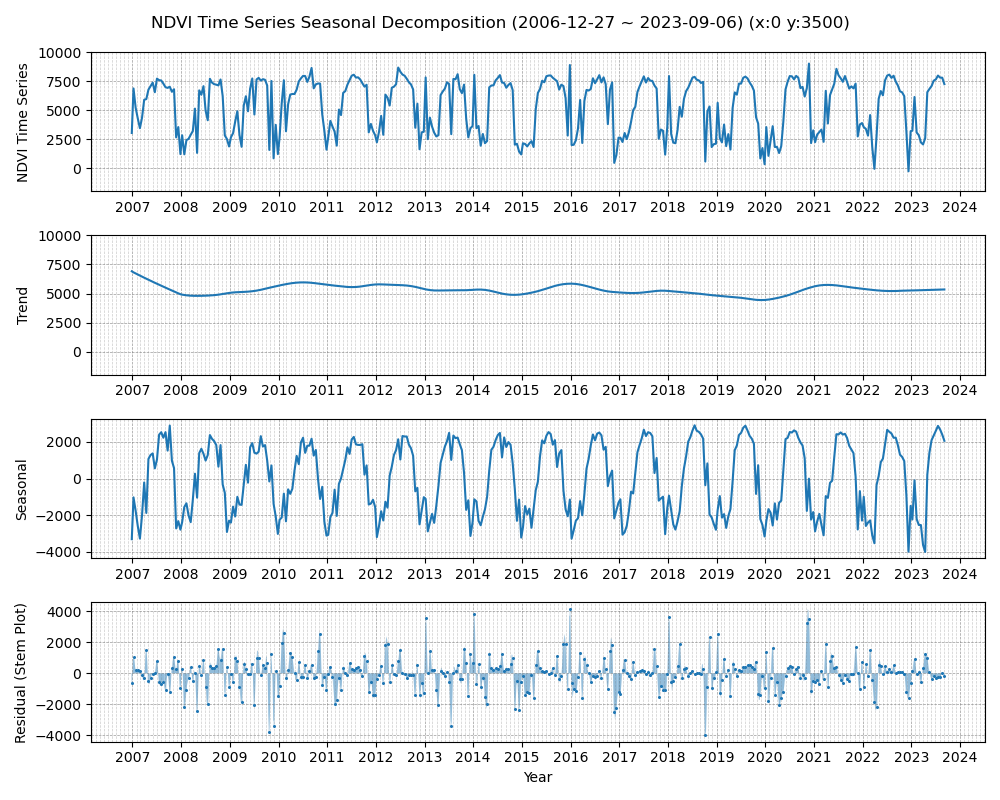 NDVI Time Series Seasonal Decomposition (2006-12-27 ~ 2023-09-06) (x:0 y:3500)
NDVI Time Series
10000
7500
5000
2500
0
2007 2008 2009 2010 2011 2012 2013 2014 2015 2016 2017 2018 2019 2020 2021 2022 2023 2024
Trend
10000
7500
5000
2500
0
2007 2008 2009 2010 2011 2012 2013 2014 2015 2016 2017 2018 2019 2020 2021 2022 2023 2024
Seasonal
2000
0
−2000
−4000
2007 2008 2009 2010 2011 2012 2013 2014 2015 2016 2017 2018 2019 2020 2021 2022 2023 2024
Residual (Stem Plot)
4000
2000
0
−2000
−4000
2007 2008 2009 2010 2011 2012 2013 2014 2015 2016 2017 2018 2019 2020 2021 2022 2023 2024
Year